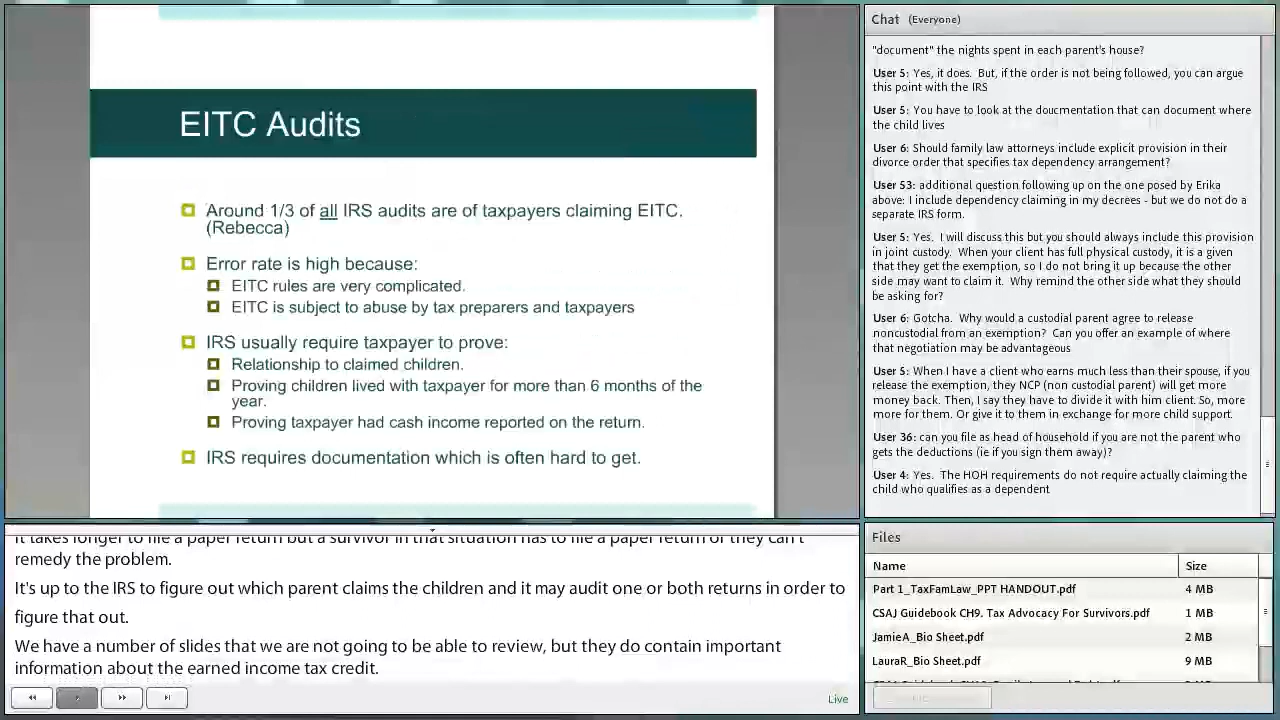 EITC Audits
Around 1/3 of all IRS audits are of taxpayers claiming EITC.
(Rebecca)
Error rate is high because:
EITC rules are very complicated.
EITC is subject to abuse by tax preparers and taxpayers
IRS usually require taxpayer to prove:
Relationship to claimed children.
Proving children lived with taxpayer for more than 6 months of the
year.
Proving taxpayer had cash income reported on the return.
IRS requires documentation which is often hard to get.
It takes longer to file a paper return but a survivor in that situation has to file a paper return or they can't
remedy the problem.
It's up to the IRS to figure out which parent claims the children and it may audit one or both returns in order to
figure that out.
We have a number of slides that we are not going to be able to review, but they do contain important
information about the earned income tax credit.
Live
Chat (Everyone)
"document" the nights spent in each parent's house?
User 5: Yes, it does. But, if the order is not being followed, you can argue
this point with the IRS
User 5: You have to look at the doucmentation that can document where
the child lives
User 6: Should family law attorneys include explicit provision in their
divorce order that specifies tax dependency arrangement?
User 53: additional question following up on the one posed by Erika
above: I include dependency claiming in my decrees - but we do not do a
separate IRS form.
User 5: Yes. I will discuss this but you should always include this provision
in joint custody. When your client has full physical custody, it is a given
that they get the exemption, so I do not bring it up because the other
side may want to claim it. Why remind the other side what they should
be asking for?
User 6: Gotcha. Why would a custodial parent agree to release
noncustodial from an exemption? Can you offer an example of where
that negotiation may be advantageous
User 5: When I have a client who earns much less than their spouse, if you
release the exemption, they NCP (non custodial parent) will get more
money back. Then, I say they have to divide it with him client. So, more
more for them. Or give it to them in exchange for more child support.
User 36: can you file as head of household if you are not the parent who
gets the deductions (ie if you sign them away)?
User 4: Yes. The HOH requirements do not require actually claiming the
child who qualifies as a dependent
Files
Name Size
Part 1_TaxFamLaw_PPT HANDOUT.pdf 4 MB
CSAJ Guidebook CH9. Tax Advocacy For Survivors.pdf 1 MB
JamieA_Bio Sheet.pdf 2 MB
LauraR_Bio Sheet.pdf 9 MB